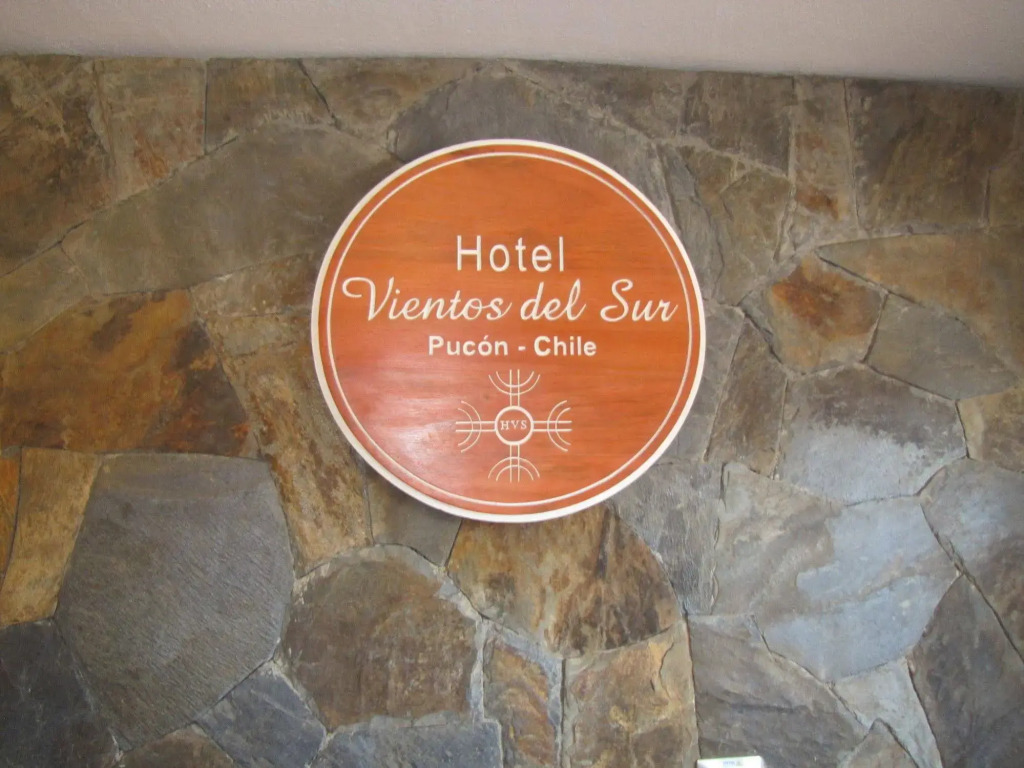 Hotel
Vientos del Sur
Pucón - Chile
HVS